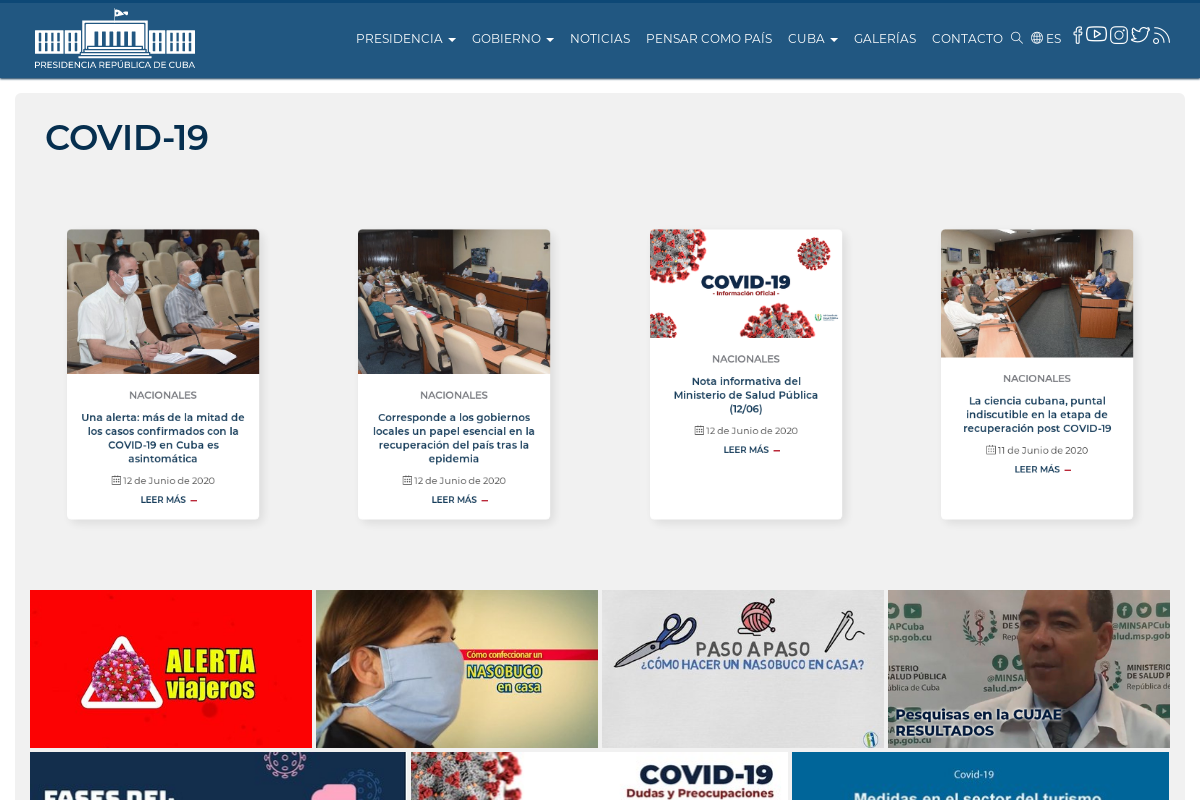 PRESIDENCIA REPÚBLICA DE CUBA
PRESIDENCIA GOBIERNO NOTICIAS PENSAR COMO PAÍS CUBA GALERÍAS CONTACTO ES
COVID-19
NACIONALES
Una alerta: más de la mitad de
los casos confirmados con la
COVID-19 en Cuba es
asintomática
12 de Junio de 2020
LEER MÁS
NACIONALES
Corresponde a los gobiernos
locales un papel esencial en la
recuperación del país tras la
epidemia
12 de Junio de 2020
LEER MÁS
COVID-19
- Información Oficial -
NACIONALES
Nota informativa del
Ministerio de Salud Pública
(12/06)
12 de Junio de 2020
LEER MÁS
NACIONALES
La ciencia cubana, puntal
indiscutible en la etapa de
recuperación post COVID-19
11 de Junio de 2020
LEER MÁS
ALERTA
viajeros
Cómo confeccionar un
NASOBUCO
en casa
PASO A PASO
¿CÓMO HACER UN NASOBUCO EN CASA?
@MINSAPCuba
salud.msp.gob
MINISTERIO
DE SALUD PÚBLICA
República de Cuba
Pesquisas en la CUJAE
RESULTADOS
FASES DEL
COVID-19
Dudas y Preocupaciones
Covid-19
Medidas en el sector del turismo